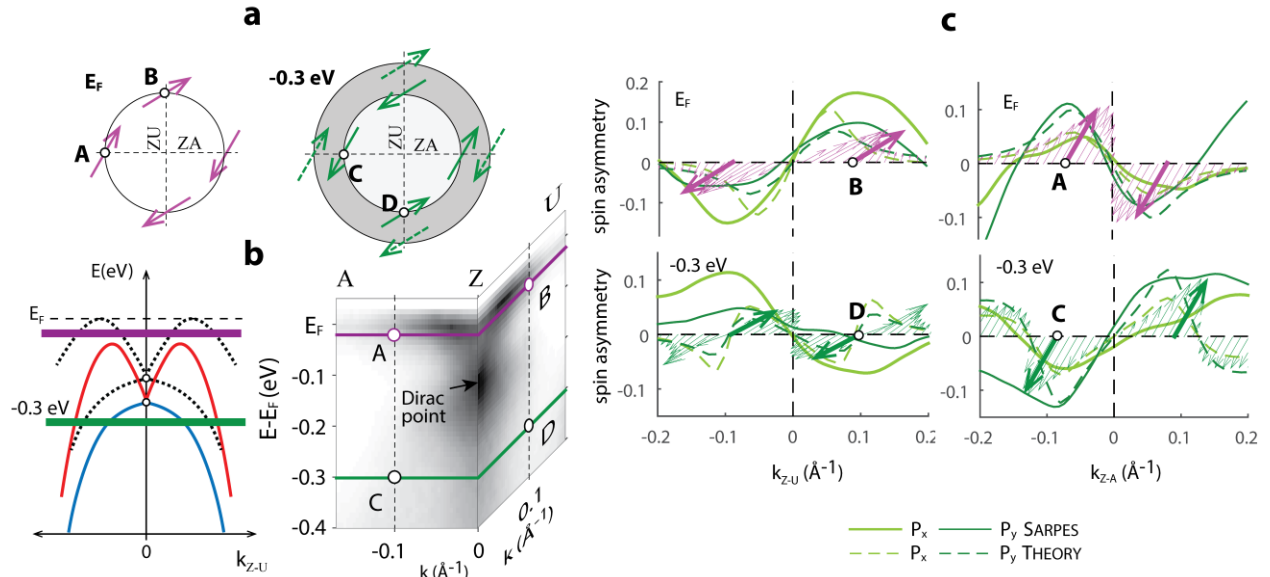 a
E_F
B
A
ZU
ZA
-0.3 eV
ZU
ZA
C
D
b
E(eV)
E_F
-0.3 eV
0
k_Z-U
A
Z
U
E-E_F (eV)
E_F
-0.1
-0.2
-0.3
-0.4
A
B
Dirac
point
C
D
-0.1
0
k (Å⁻¹)
0.1
k (Å⁻¹)
c
spin asymmetry
0.2
0.1
0
-0.1
E_F
B
0.2
0.1
0
-0.1
E_F
A
spin asymmetry
0.1
0
-0.1
-0.3 eV
D
0.1
0
-0.1
-0.3 eV
C
-0.2
-0.1
0
0.1
0.2
k_Z-U (Å⁻¹)
-0.2
-0.1
0
0.1
0.2
k_Z-A (Å⁻¹)
P_x P_y SARPES
P_x P_y THEORY